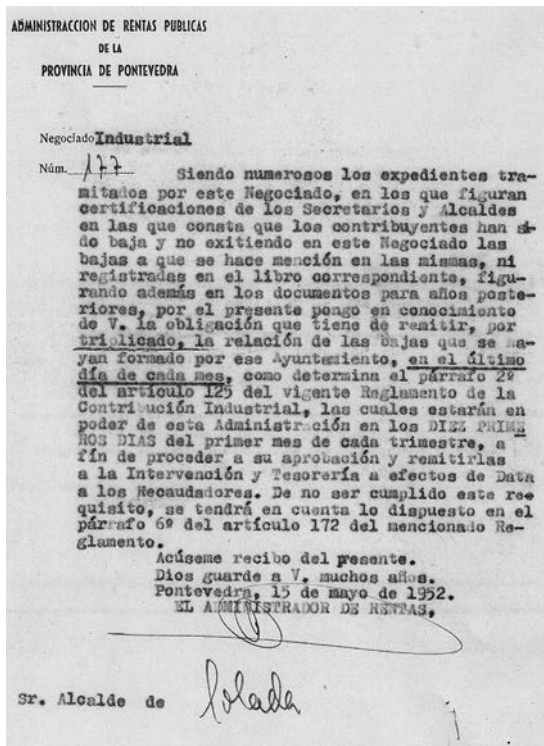 ADMINISTRACCION DE RENTAS PUBLICAS
DE LA
PROVINCIA DE PONTEVEDRA
Negociado Industrial
Núm. 177
Siendo numerosos los expedientes tra-
mitados por este Negociado, en los que figuran
certificaciones de los Secretarios y Alcaldes
en las que consta que los contribuyentes han si-
do baja y no exitiendo en este Negociado las
bajas a que se hace mención en las mismas, ni
registradas en el libro correspondiente, figu-
rando además en los documentos para años poste-
riores, por el presente pongo en conocimiento
de V. la obligación que tiene de remitir, por
triplicado, la relación de las bajas que se ha-
yan formado por ese Ayuntamiento, en el último
día de cada mes, como determina el párrafo 2º
del artículo 125 del vigente Reglamento de la
Contribución Industrial, las cuales estarán en
poder de esta Administración en los DIEZ PRIME
ROS DIAS del primer mes de cada trimestre, a
fín de proceder a su aprobación y remitirlas
a la Intervención y Tesorería a efectos de Data
a los Recaudadores. De no ser cumplido este re-
quisito, se tendrá en cuenta lo dispuesto en el
párrafo 6º del artículo 172 del mencionado Re-
glamento.
Acúseme recibo del presente.
Dios guarde a V. muchos años.
Pontevedra, 15 de mayo de 1952.
EL ADMINISTRADOR DE RENTAS,
Sr. Alcalde de Golada